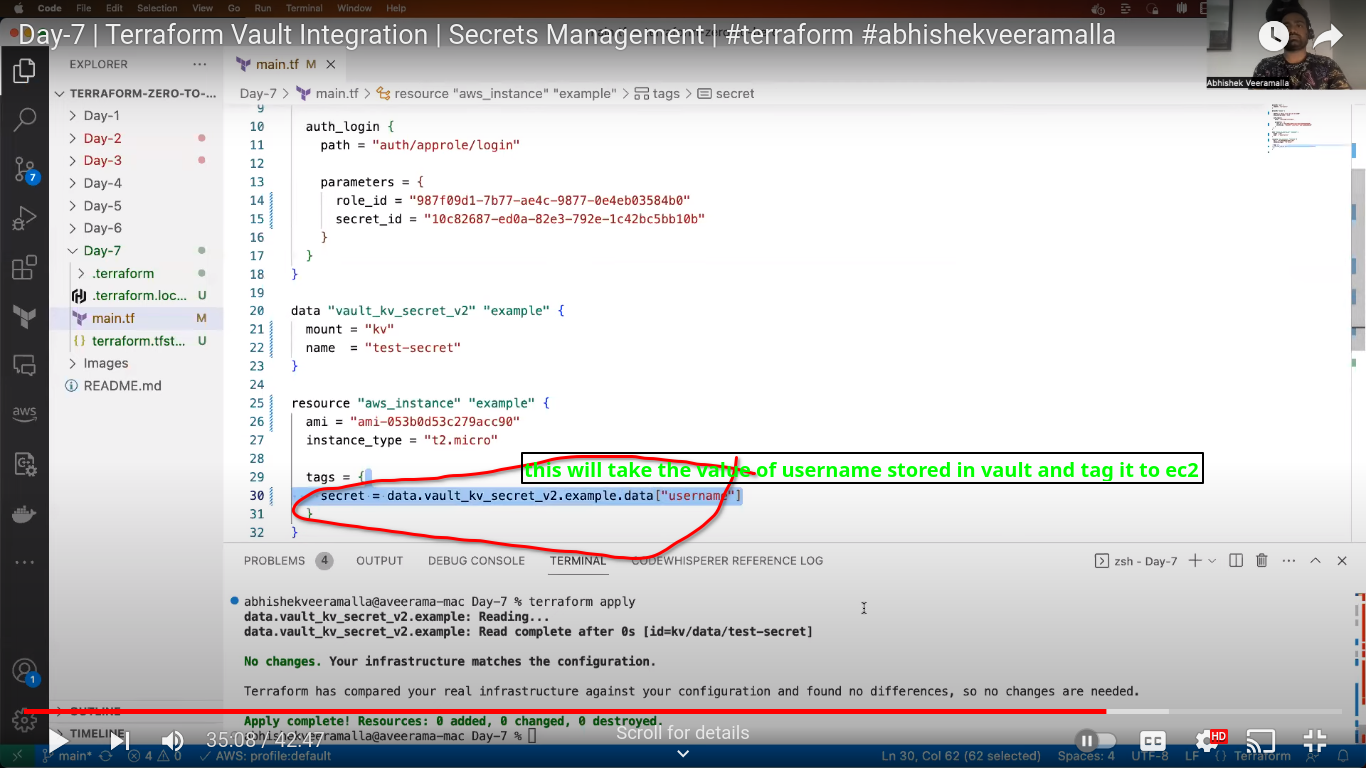 Code File Edit Selection View Go Run Terminal Window Help
Day-7 | Terraform Vault Integration | Secrets Management | #terraform #abhishekveeramalla
Abhishek Veeramalla
EXPLORER
main.tf M
TERRAFORM-ZERO-TO-...
Day-7 > main.tf > resource "aws_instance" "example" > tags > secret
Day-1
Day-2
Day-3
Day-4
Day-5
Day-6
Day-7
.terraform
.terraform.loc... U
main.tf M
terraform.tfst... U
Images
README.md
7
aws
1
9
10 auth_login {
11 path = "auth/approle/login"
12
13 parameters = {
14 role_id = "987f09d1-7b77-ae4c-9877-0e4eb03584b0"
15 secret_id = "10c82687-ed0a-82e3-792e-1c42bc5bb10b"
16 }
17 }
18 }
19
20 data "vault_kv_secret_v2" "example" {
21 mount = "kv"
22 name = "test-secret"
23 }
24
25 resource "aws_instance" "example" {
26 ami = "ami-053b0d53c279acc90"
27 instance_type = "t2.micro"
28
29 tags = {
this will take the value of username stored in vault and tag it to ec2
30 secret = data.vault_kv_secret_v2.example.data["username"]
31 }
32 }
PROBLEMS 4 OUTPUT DEBUG CONSOLE TERMINAL CODEWHISPERER REFERENCE LOG
zsh - Day-7
abhishekveeramalla@aveerama-mac Day-7 % terraform apply
data.vault_kv_secret_v2.example: Reading...
data.vault_kv_secret_v2.example: Read complete after 0s [id=kv/data/test-secret]
No changes. Your infrastructure matches the configuration.
Terraform has compared your real infrastructure against your configuration and found no differences, so no changes are needed.
Apply complete! Resources: 0 added, 0 changed, 0 destroyed.
abhishekveeramalla@aveerama-mac Day-7 %
OUTLINE
TIMELINE
35:08 / 42:47
Scroll for details
CC
HD
main* 4 0 AWS: profile:default
Ln 30, Col 62 (62 selected) Spaces: 4 UTF-8 LF {} Terraform